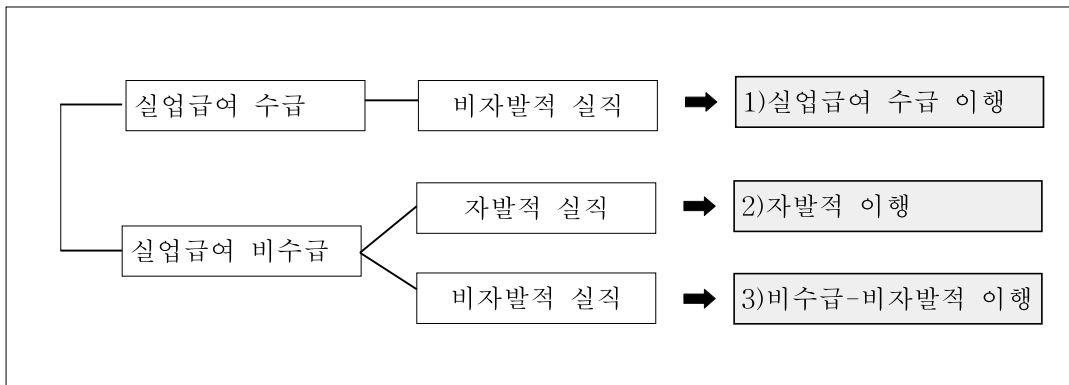 실업급여 수급
비자발적 실직
1)실업급여 수급 이행
자발적 실직
2)자발적 이행
실업급여 비수급
비자발적 실직
3)비수급-비자발적 이행